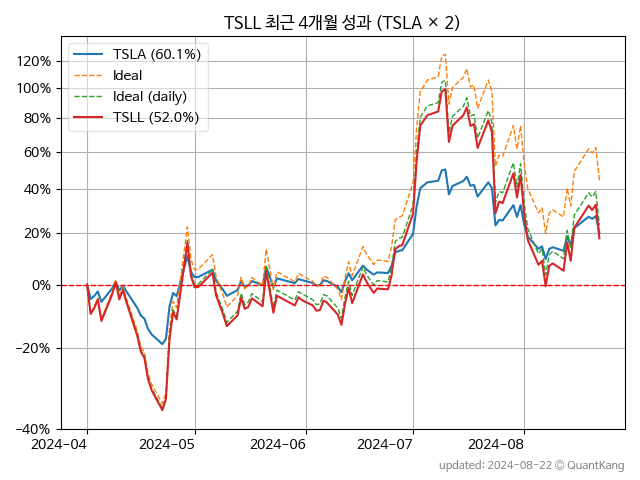 TSLL 최근 4개월 성과 (TSLA × 2)
TSLA (60.1%)
Ideal
Ideal (daily)
TSLL (52.0%)
120%
100%
80%
60%
40%
20%
0%
−20%
−40%
2024-04
2024-05
2024-06
2024-07
2024-08
updated: 2024-08-22 © QuantKang